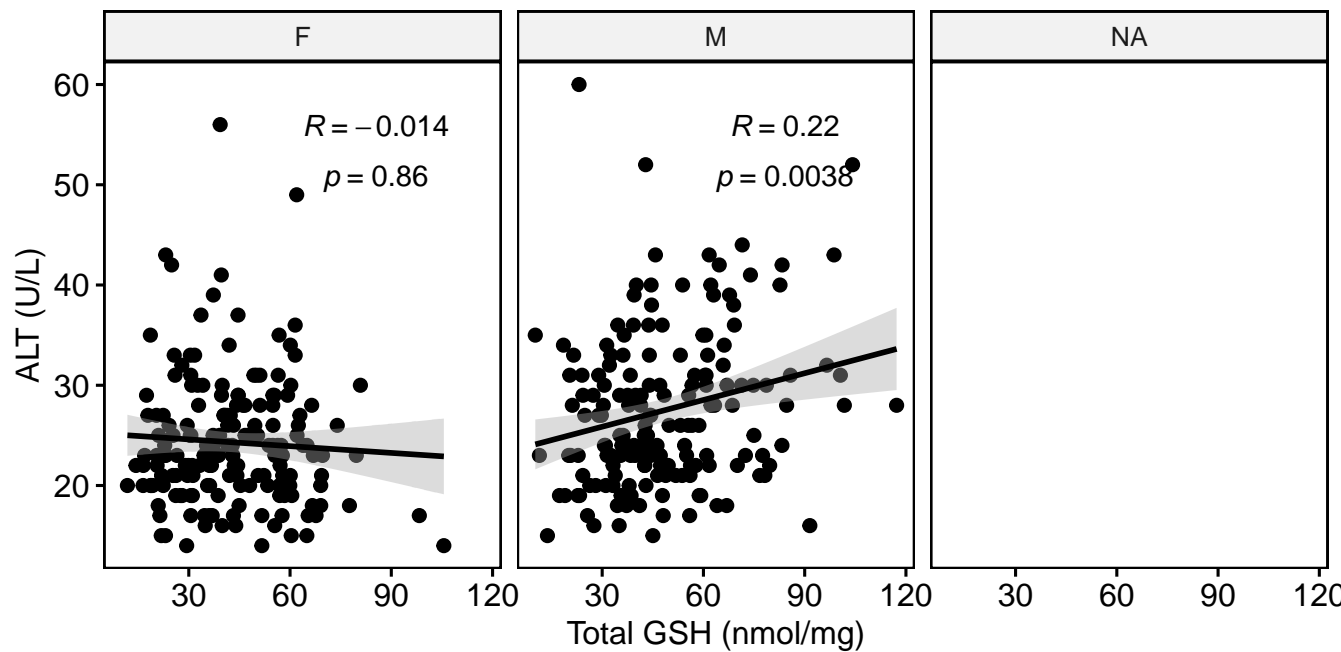 F M NA
60
50
40
30
20
ALT (U/L)
R = −0.014
p = 0.86
R = 0.22
p = 0.0038
30 60 90 120 30 60 90 120 30 60 90 120
Total GSH (nmol/mg)